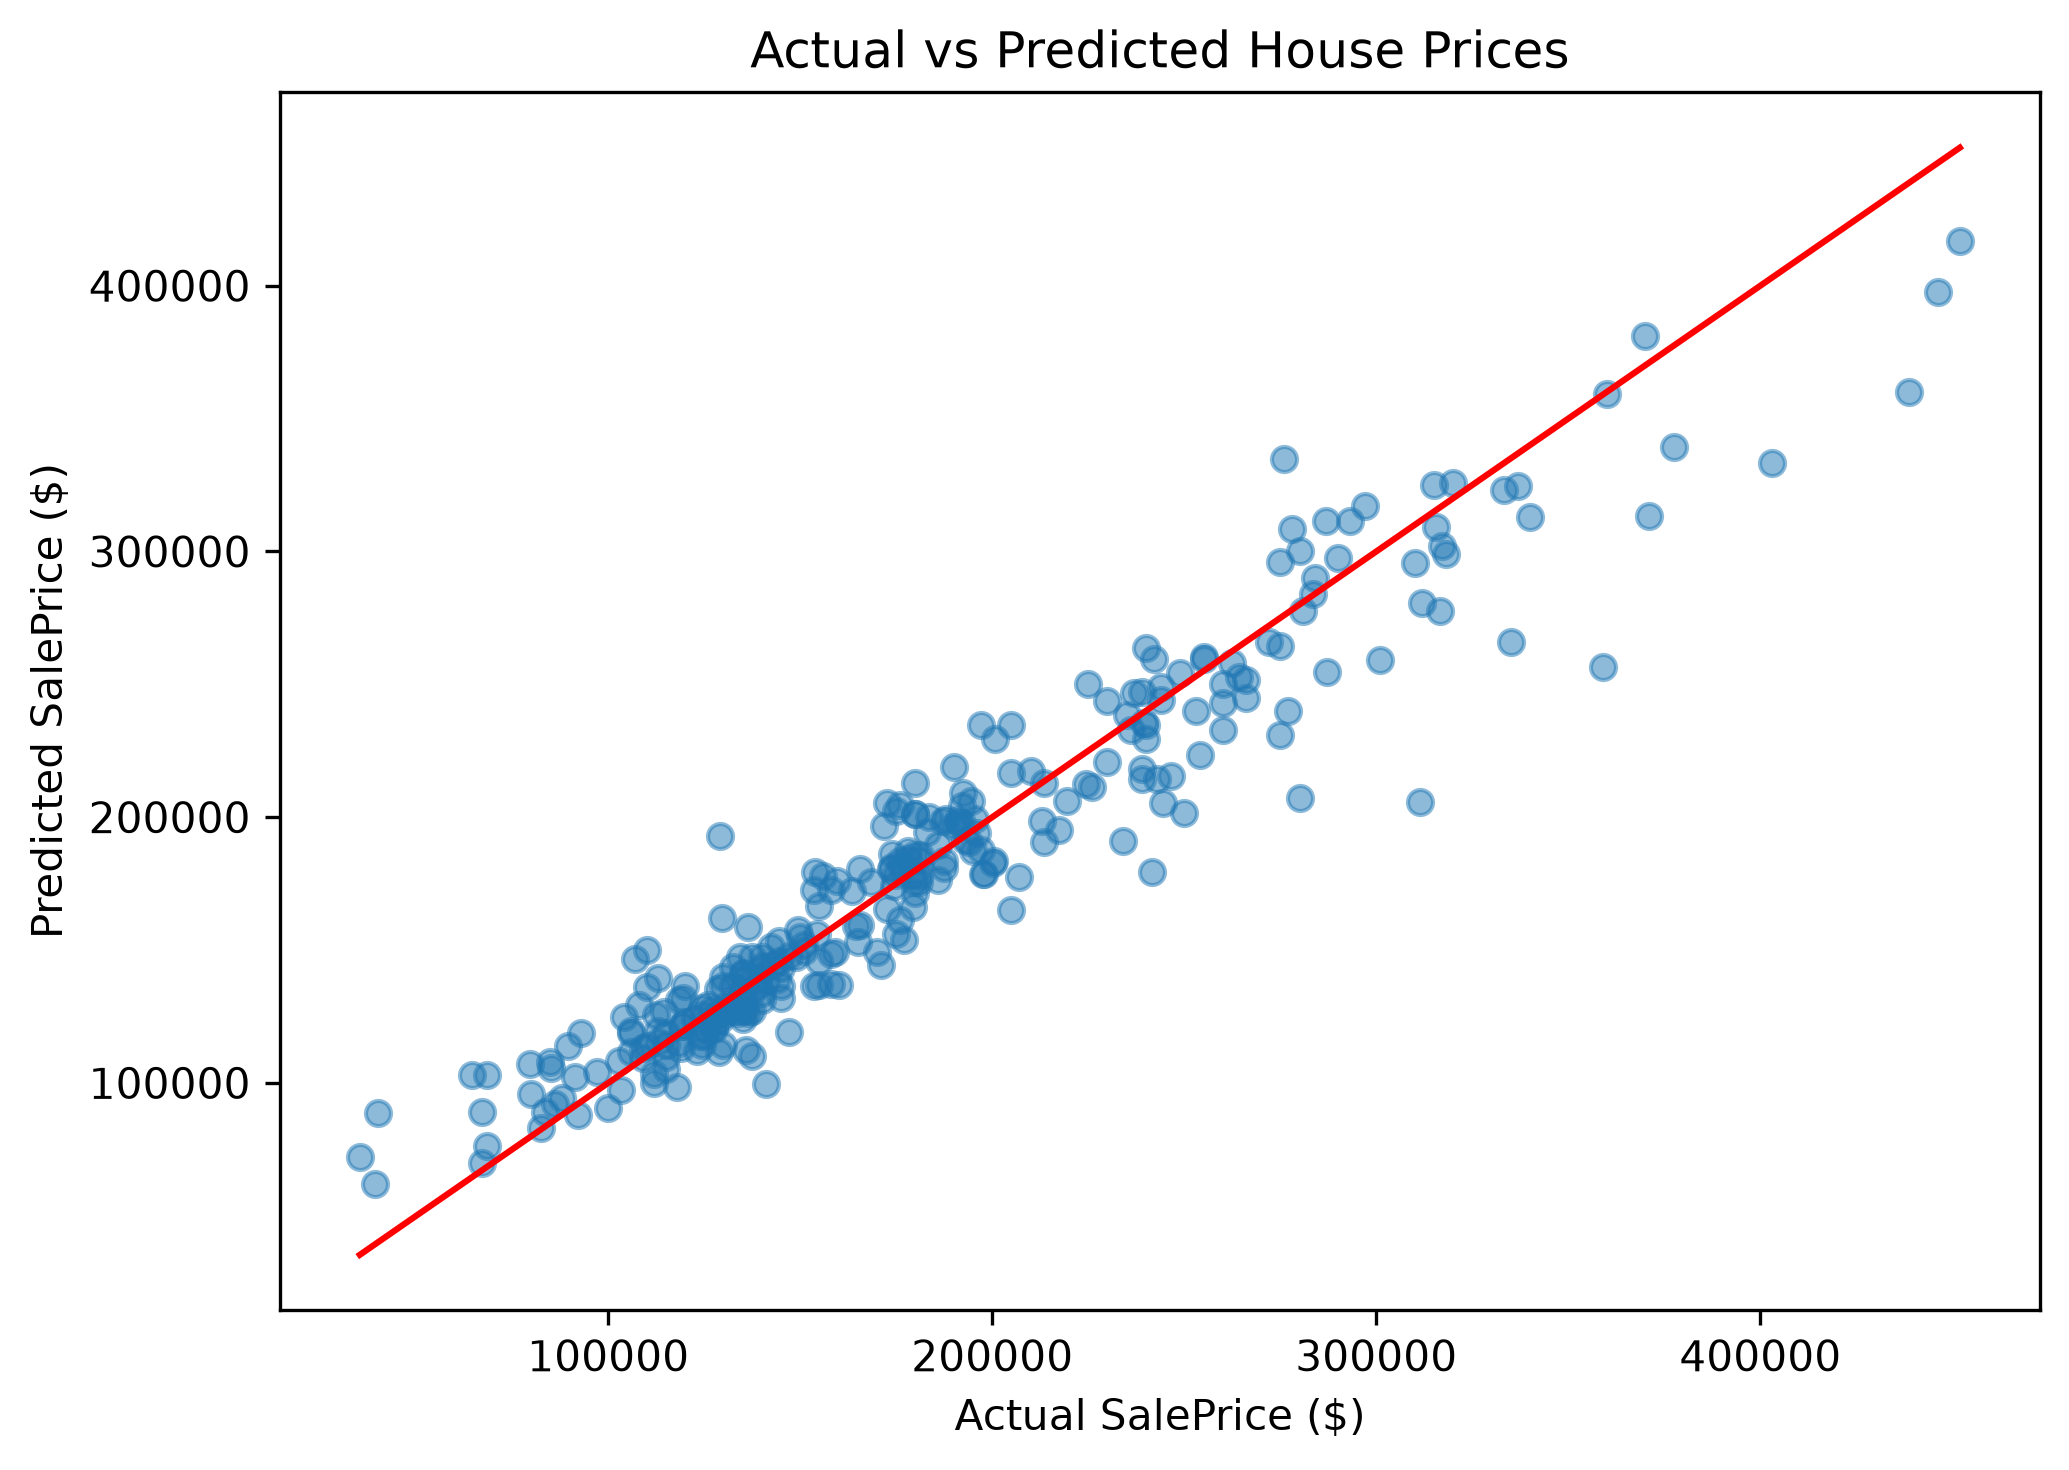 Actual vs Predicted House Prices
Predicted SalePrice ($)
400000
300000
200000
100000
100000 200000 300000 400000
Actual SalePrice ($)